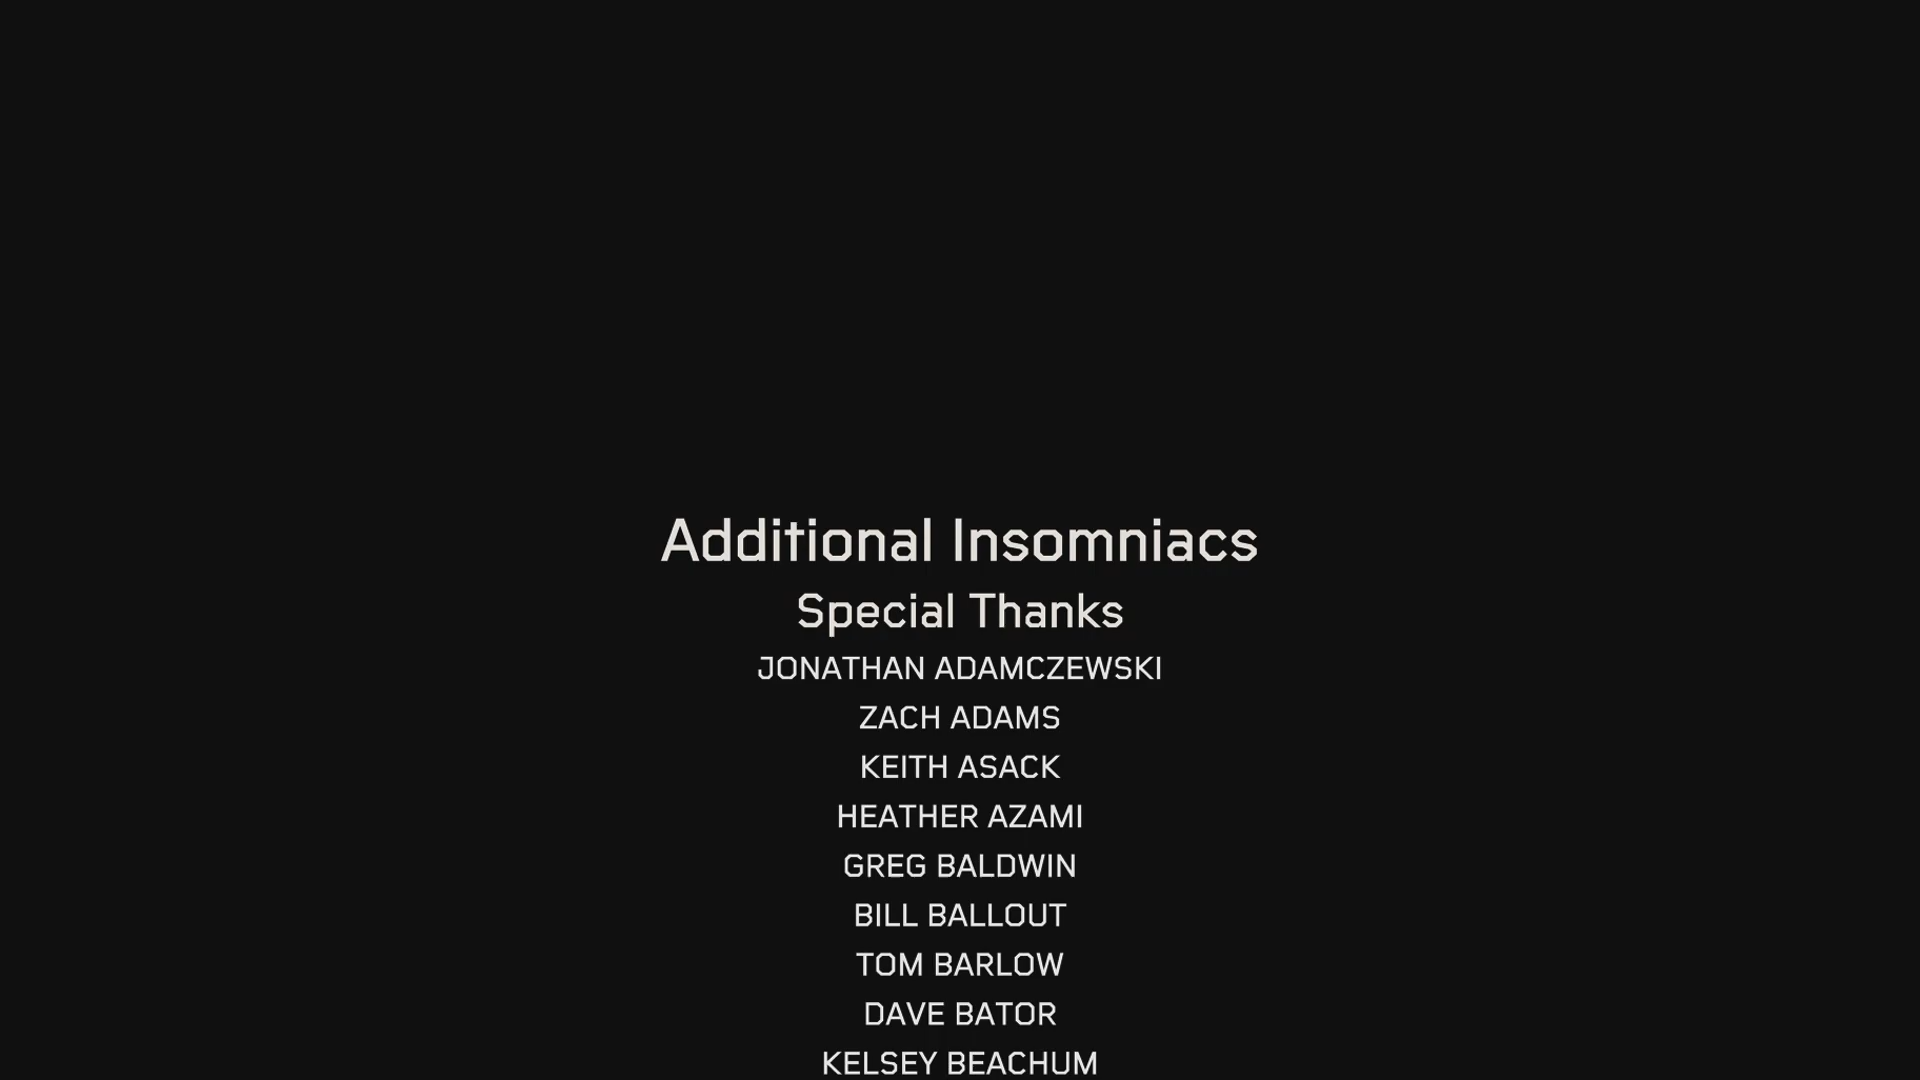 Additional Insomniacs
Special Thanks
JONATHAN ADAMCZEWSKI
ZACH ADAMS
KEITH ASACK
HEATHER AZAMI
GREG BALDWIN
BILL BALLOUT
TOM BARLOW
DAVE BATOR
KELSEY BEACHUM